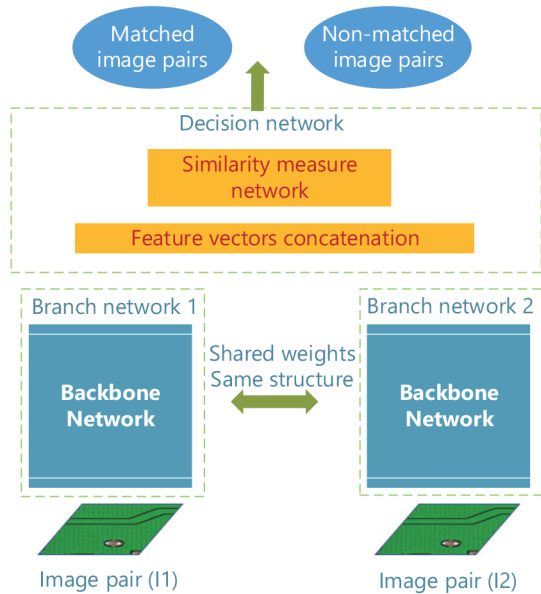 Matched
image pairs
Non-matched
image pairs
Decision network
Similarity measure
network
Feature vectors concatenation
Branch network 1
Branch network 2
Shared weights
Same structure
Backbone
Network
Backbone
Network
Image pair (I1)
Image pair (I2)